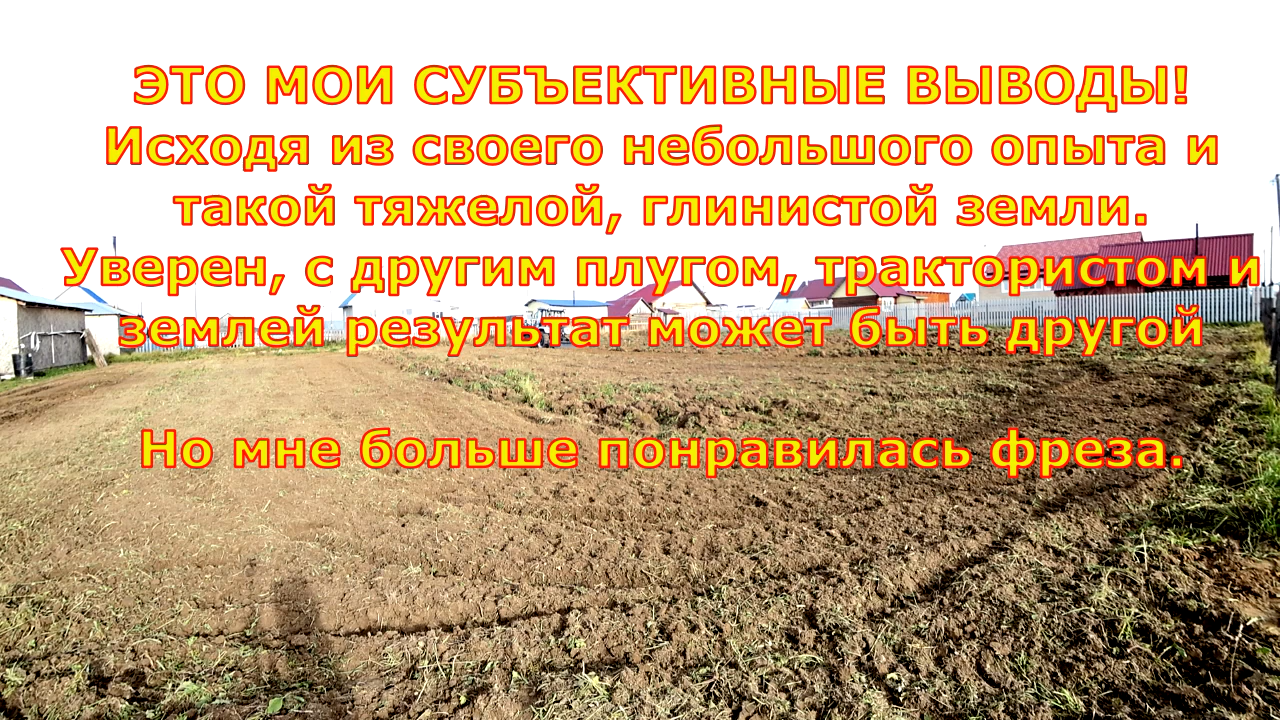 ЭТО МОИ СУБЪЕКТИВНЫЕ ВЫВОДЫ!
Исходя из своего небольшого опыта и
такой тяжелой, глинистой земли.
Уверен, с другим плугом, трактористом и
землей результат может быть другой
Но мне больше понравилась фреза.